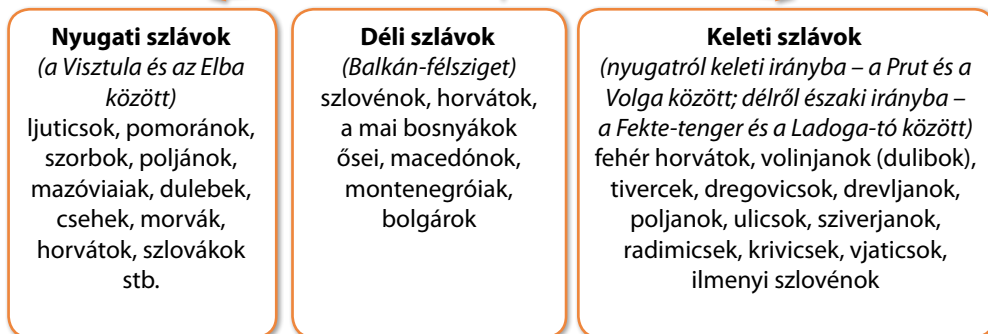 Nyugati szlávok
(a Visztula és az Elba
között)
ljuticsok, pomoránok,
szorbok, poljánok,
mazóviaiak, dulebek,
csehek, morvák,
horvátok, szlovákok
stb.
Déli szlávok
(Balkán-félsziget)
szlovénok, horvátok,
a mai bosnyákok
ősei, macedónok,
montenegróiak,
bolgárok
Keleti szlávok
(nyugatról keleti irányba – a Prut és a
Volga között; délről északi irányba –
a Fekte-tenger és a Ladoga-tó között)
fehér horvátok, volinjanok (dulibok),
tivercek, dregovicsok, drevljanok,
poljanok, ulicsok, sziverjanok,
radimicsek, krivicsek, vjaticsok,
ilmenyi szlovénok